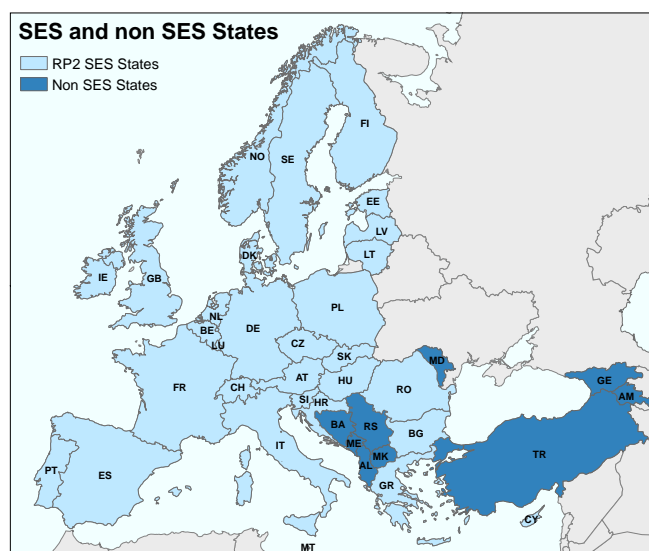 SES and non SES States
RP2 SES States
Non SES States
FI
NO
SE
EE
LV
DK
LT
IE
GB
NL
PL
BE
DE
LU
CZ
SK
MD
FR
CH
AT
HU
RO
GE
SI
HR
AM
BA
RS
BG
IT
ME
MK
TR
PT
AL
ES
GR
CY
MT